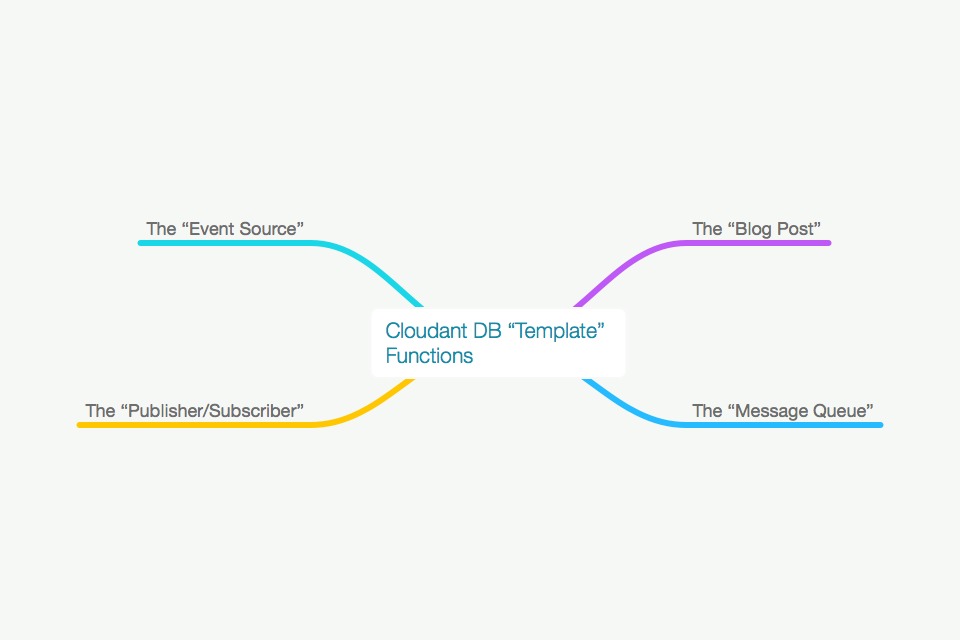 The “Event Source”
The “Blog Post”
Cloudant DB “Template”
Functions
The “Publisher/Subscriber”
The “Message Queue”